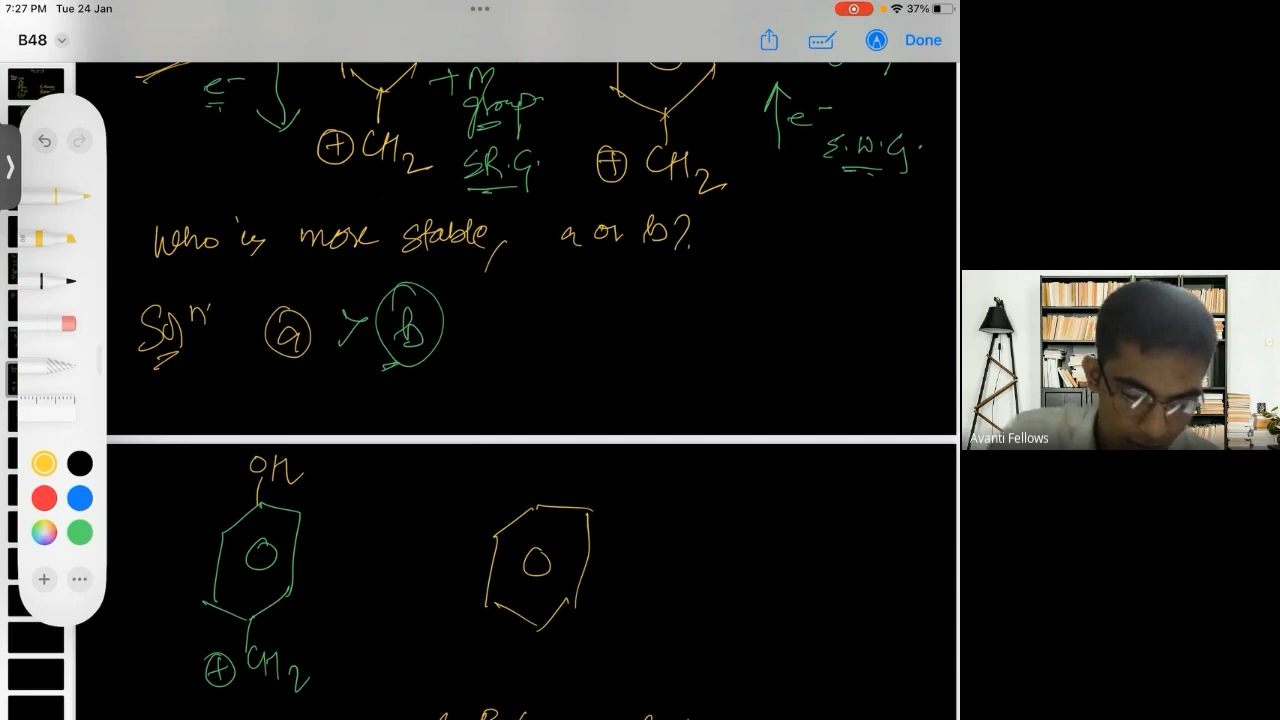 7:27 PM Tue 24 Jan
37%
B48
Done
e-
+M
group
⊕CH2
E.R.G.
⊕ CH2
e-
E.W.G.
Who is more stable, a or b?
Solⁿ
a > b
OH
⊕CH2
Avanti Fellows